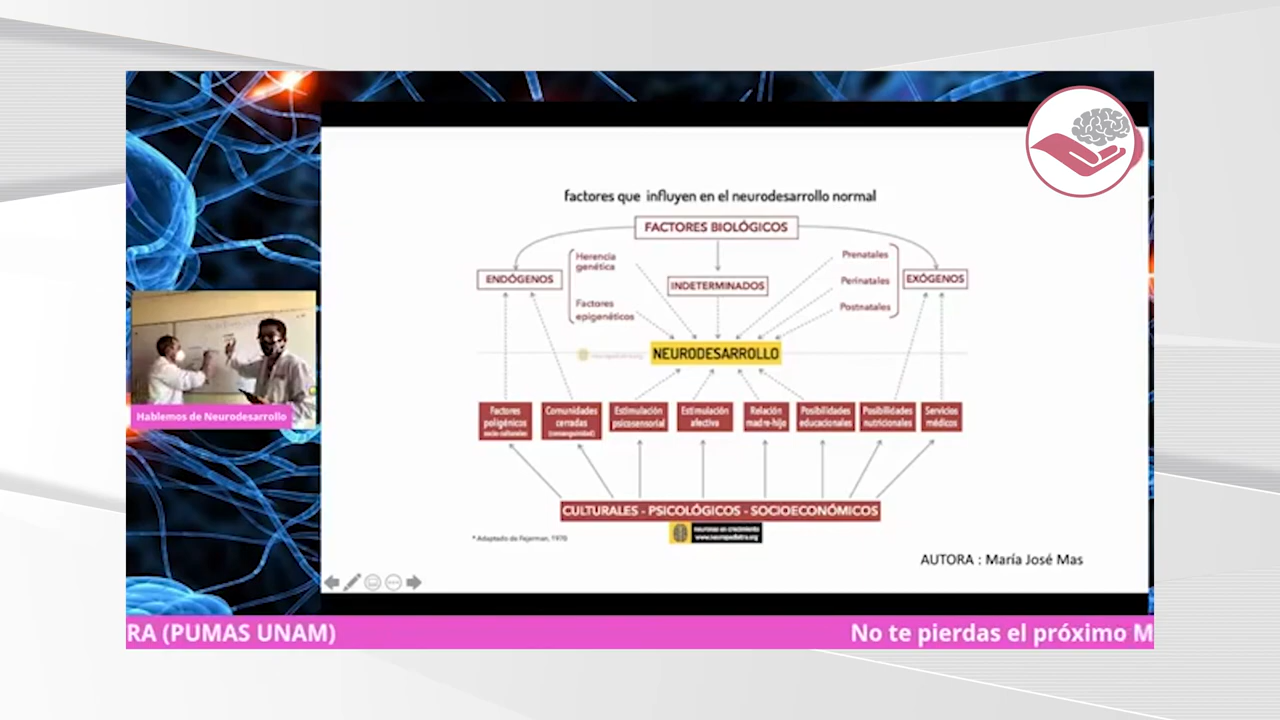 factores que influyen en el neurodesarrollo normal
FACTORES BIOLÓGICOS
Herencia
genética
Prenatales
ENDÓGENOS
INDETERMINADOS
Perinatales
EXÓGENOS
Factores
epigenéticos
Postnatales
NEURODESARROLLO
Factores
poligénicos
socio-culturales
Comunidades
cerradas
(consanguinidad)
Estimulación
psicosensorial
Estimulación
afectiva
Relación
madre-hijo
Posibilidades
educacionales
Posibilidades
nutricionales
Servicios
médicos
Hablemos de Neurodesarrollo
CULTURALES - PSICOLÓGICOS - SOCIOECONÓMICOS
neuronas en crecimiento
www.neuropediatra.org
* Adaptado de Fejerman, 1970
AUTORA : María José Mas
RA (PUMAS UNAM)
No te pierdas el próximo M